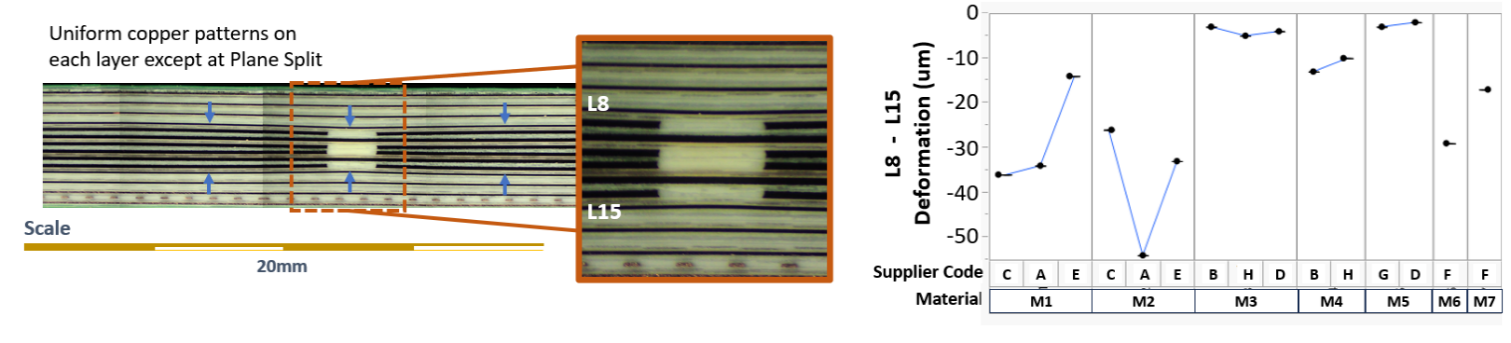 Uniform copper patterns on
each layer except at Plane Split
L8
L15
Scale
20mm
L8 - L15
Deformation (um)
0
-10
-20
-30
-40
-50
Supplier Code C A E C A E B H D B H G D F F
Material M1 M2 M3 M4 M5 M6 M7